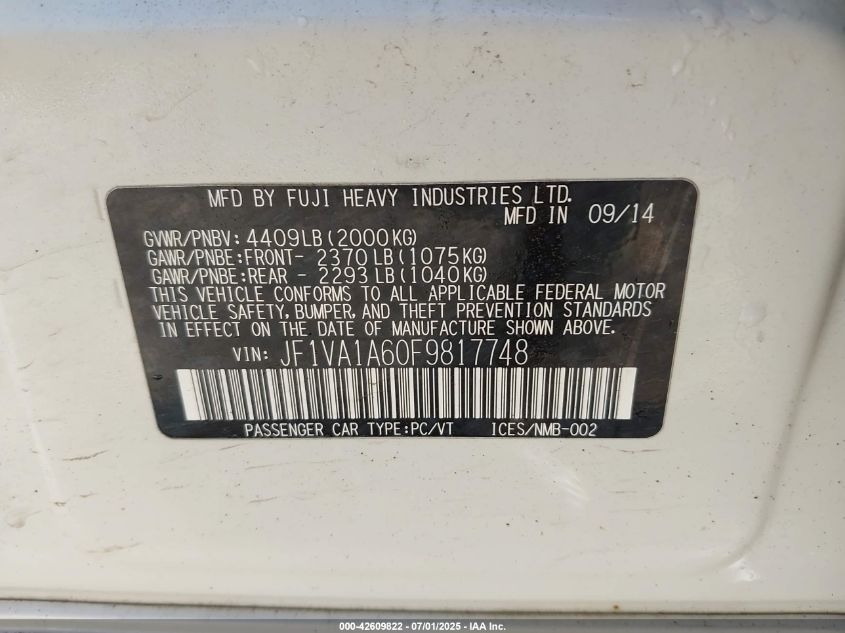 MFD BY FUJI HEAVY INDUSTRIES LTD.
MFD IN 09/14
GVWR/PNBV: 4409LB(2000KG)
GAWR/PNBE:FRONT- 2370LB(1075KG)
GAWR/PNBE:REAR - 2293LB(1040KG)
THIS VEHICLE CONFORMS TO ALL APPLICABLE FEDERAL MOTOR
VEHICLE SAFETY, BUMPER, AND THEFT PREVENTION STANDARDS
IN EFFECT ON THE DATE OF MANUFACTURE SHOWN ABOVE.
VIN: JF1VA1A60F9817748
PASSENGER CAR TYPE:PC/VT ICES/NMB-002
000-42609822 - 07/01/2025 - IAA Inc.